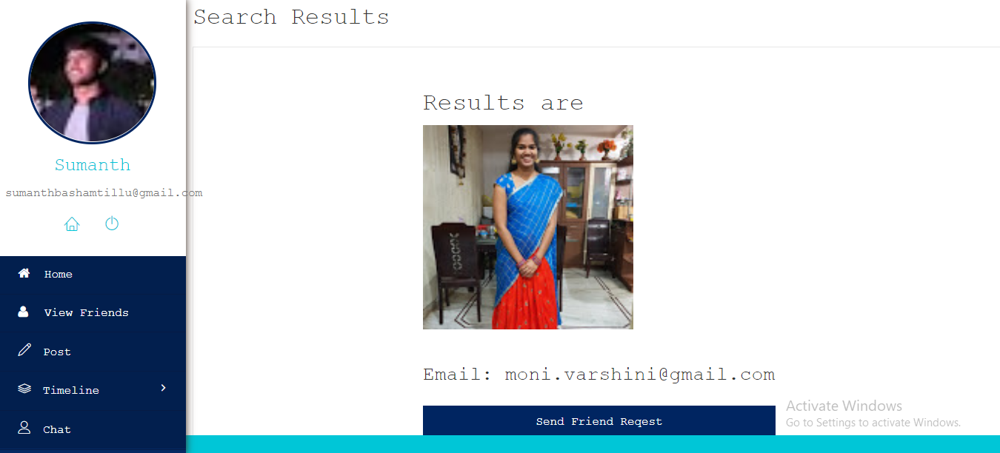 Search Results
Sumanth
sumanthbashamtillu@gmail.com
Home
View Friends
Post
Timeline
Chat
Results are
Email: moni.varshini@gmail.com
Send Friend Reqest
Activate Windows
Go to Settings to activate Windows.